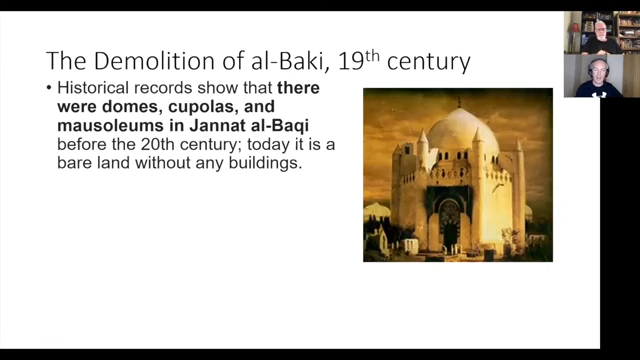 The Demolition of al-Baki, 19th century
• Historical records show that there
were domes, cupolas, and
mausoleums in Jannat al-Baqi
before the 20th century; today it is a
bare land without any buildings.